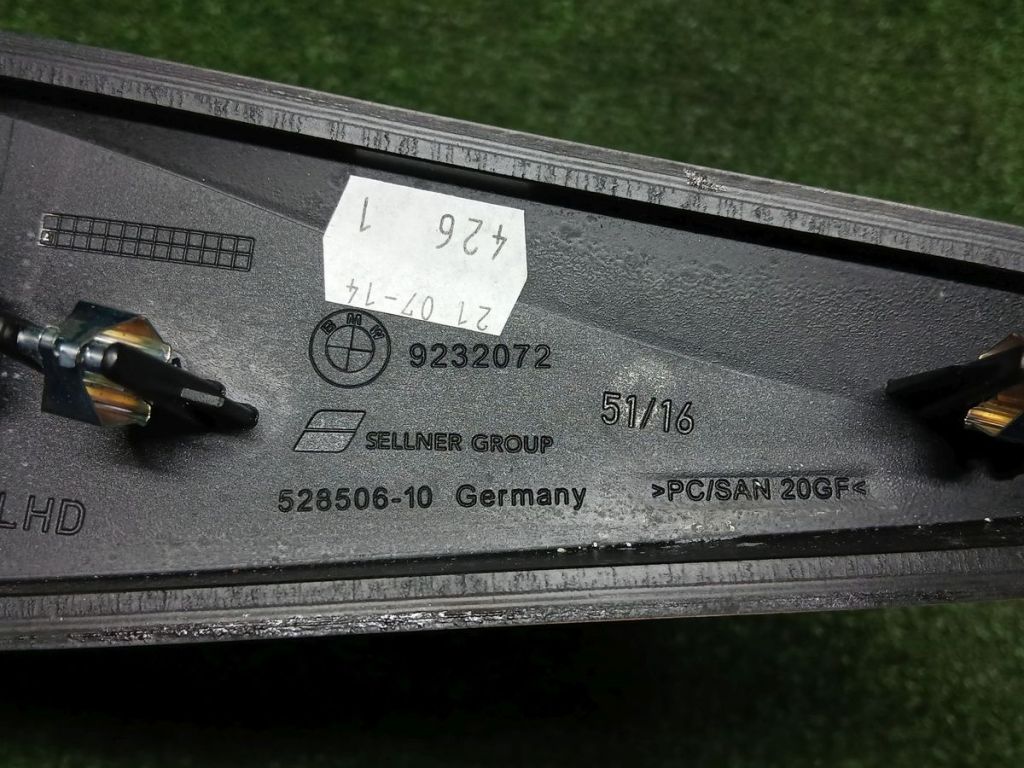 426 1
21 07-14
BMW
9232072
SELLNER GROUP
51/16
528506-10 Germany
>PC/SAN 20GF<
LHD